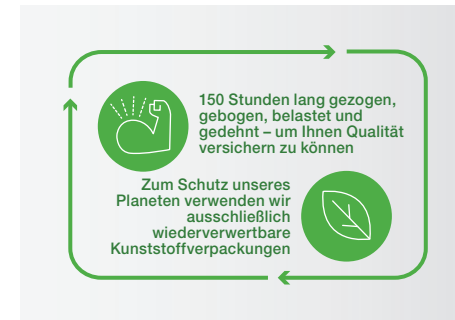 150 Stunden lang gezogen,
gebogen, belastet und
gedehnt – um Ihnen Qualität
versichern zu können
Zum Schutz unseres
Planeten verwenden wir
ausschließlich
wiederverwertbare
Kunststoffverpackungen